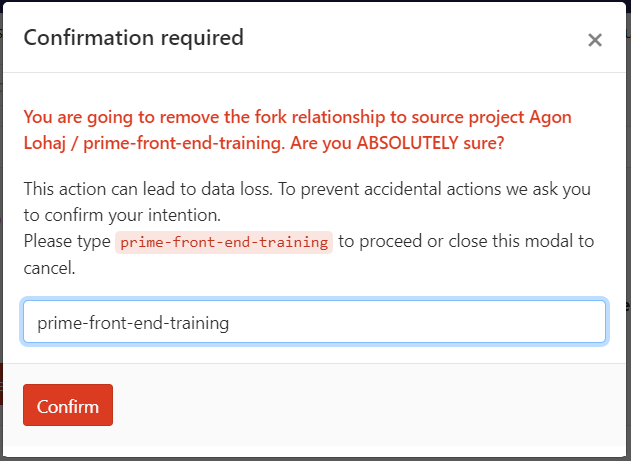 Confirmation required
You are going to remove the fork relationship to source project Agon
Lohaj / prime-front-end-training. Are you ABSOLUTELY sure?
This action can lead to data loss. To prevent accidental actions we ask you
to confirm your intention.
Please type prime-front-end-training to proceed or close this modal to
cancel.
prime-front-end-training
Confirm